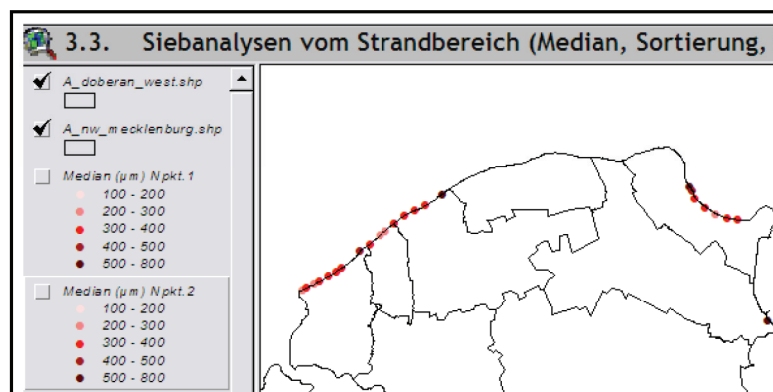 3.3. Siebanalysen vom Strandbereich (Median, Sortierung,
A_doberan_west.shp
A_nw_mecklenburg.shp
Median (µm) Npkt.1
100 - 200
200 - 300
300 - 400
400 - 500
500 - 800
Median (µm) Npkt.2
100 - 200
200 - 300
300 - 400
400 - 500
500 - 800